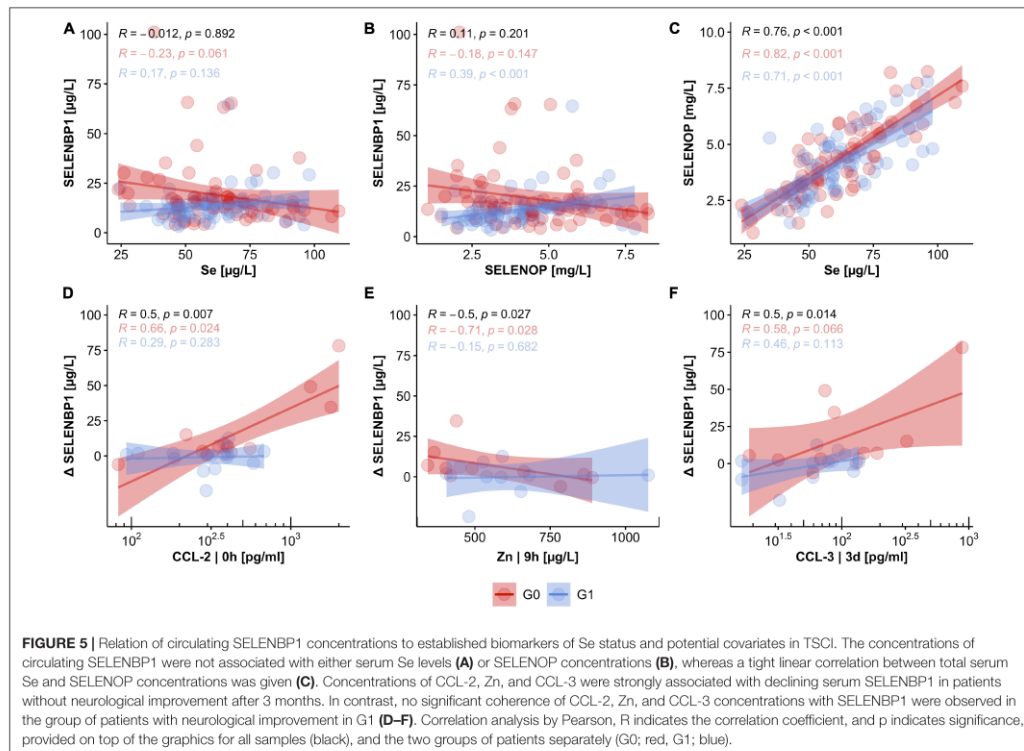 A
R = −0.012, p = 0.892
R = −0.23, p = 0.061
R = 0.17, p = 0.136
SELENBP1 [µg/L]
100
75
50
25
0
25 50 75 100
Se [µg/L]
B
R = 0.11, p = 0.201
R = −0.18, p = 0.147
R = 0.39, p < 0.001
SELENBP1 [µg/L]
100
75
50
25
0
2.5 5.0 7.5
SELENOP [mg/L]
C
R = 0.76, p < 0.001
R = 0.82, p < 0.001
R = 0.71, p < 0.001
SELENOP [mg/L]
10.0
7.5
5.0
2.5
25 50 75 100
Se [µg/L]
D
R = 0.5, p = 0.007
R = 0.66, p = 0.024
R = 0.29, p = 0.283
Δ SELENBP1 [µg/L]
100
75
50
25
0
10² 10².⁵ 10³
CCL-2 | 0h [pg/ml]
E
R = −0.5, p = 0.027
R = −0.71, p = 0.028
R = −0.15, p = 0.682
Δ SELENBP1 [µg/L]
100
75
50
25
0
500 750 1000
Zn | 9h [µg/L]
F
R = 0.5, p = 0.014
R = 0.58, p = 0.066
R = 0.46, p = 0.113
Δ SELENBP1 [µg/L]
100
75
50
25
0
10¹.⁵ 10² 10².⁵ 10³
CCL-3 | 3d [pg/ml]
G0 G1
FIGURE 5 | Relation of circulating SELENBP1 concentrations to established biomarkers of Se status and potential covariates in TSCI. The concentrations of
circulating SELENBP1 were not associated with either serum Se levels (A) or SELENOP concentrations (B), whereas a tight linear correlation between total serum
Se and SELENOP concentrations was given (C). Concentrations of CCL-2, Zn, and CCL-3 were strongly associated with declining serum SELENBP1 in patients
without neurological improvement after 3 months. In contrast, no significant coherence of CCL-2, Zn, and CCL-3 concentrations with SELENBP1 were observed in
the group of patients with neurological improvement in G1 (D–F). Correlation analysis by Pearson, R indicates the correlation coefficient, and p indicates significance,
provided on top of the graphics for all samples (black), and the two groups of patients separately (G0; red, G1; blue).